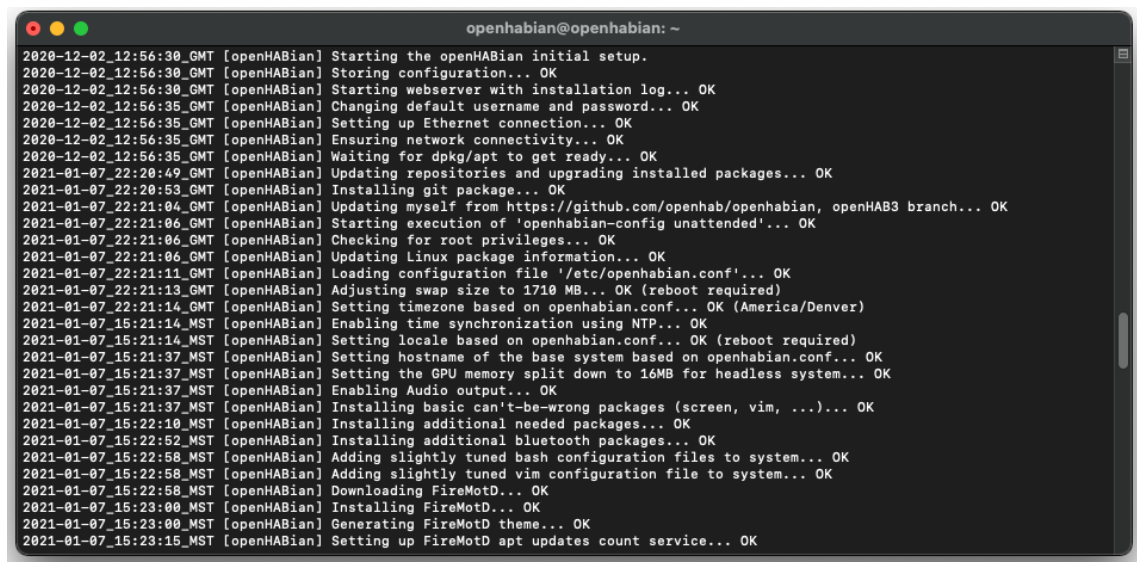 openhabian@openhabian: ~
2020-12-02_12:56:30_GMT [openHABian] Starting the openHABian initial setup.
2020-12-02_12:56:30_GMT [openHABian] Storing configuration... OK
2020-12-02_12:56:30_GMT [openHABian] Starting webserver with installation log... OK
2020-12-02_12:56:35_GMT [openHABian] Changing default username and password... OK
2020-12-02_12:56:35_GMT [openHABian] Setting up Ethernet connection... OK
2020-12-02_12:56:35_GMT [openHABian] Ensuring network connectivity... OK
2020-12-02_12:56:35_GMT [openHABian] Waiting for dpkg/apt to get ready... OK
2021-01-07_22:20:49_GMT [openHABian] Updating repositories and upgrading installed packages... OK
2021-01-07_22:20:53_GMT [openHABian] Installing git package... OK
2021-01-07_22:21:04_GMT [openHABian] Updating myself from https://github.com/openhab/openhabian, openHAB3 branch... OK
2021-01-07_22:21:06_GMT [openHABian] Starting execution of 'openhabian-config unattended'... OK
2021-01-07_22:21:06_GMT [openHABian] Checking for root privileges... OK
2021-01-07_22:21:06_GMT [openHABian] Updating Linux package information... OK
2021-01-07_22:21:11_GMT [openHABian] Loading configuration file '/etc/openhabian.conf'... OK
2021-01-07_22:21:13_GMT [openHABian] Adjusting swap size to 1710 MB... OK (reboot required)
2021-01-07_22:21:14_GMT [openHABian] Setting timezone based on openhabian.conf... OK (America/Denver)
2021-01-07_15:21:14_MST [openHABian] Enabling time synchronization using NTP... OK
2021-01-07_15:21:14_MST [openHABian] Setting locale based on openhabian.conf... OK (reboot required)
2021-01-07_15:21:37_MST [openHABian] Setting hostname of the base system based on openhabian.conf... OK
2021-01-07_15:21:37_MST [openHABian] Setting the GPU memory split down to 16MB for headless system... OK
2021-01-07_15:21:37_MST [openHABian] Enabling Audio output... OK
2021-01-07_15:21:37_MST [openHABian] Installing basic can't-be-wrong packages (screen, vim, ...)... OK
2021-01-07_15:22:10_MST [openHABian] Installing additional needed packages... OK
2021-01-07_15:22:52_MST [openHABian] Installing additional bluetooth packages... OK
2021-01-07_15:22:58_MST [openHABian] Adding slightly tuned bash configuration files to system... OK
2021-01-07_15:22:58_MST [openHABian] Adding slightly tuned vim configuration file to system... OK
2021-01-07_15:22:58_MST [openHABian] Downloading FireMotD... OK
2021-01-07_15:23:00_MST [openHABian] Installing FireMotD... OK
2021-01-07_15:23:00_MST [openHABian] Generating FireMotD theme... OK
2021-01-07_15:23:15_MST [openHABian] Setting up FireMotD apt updates count service... OK